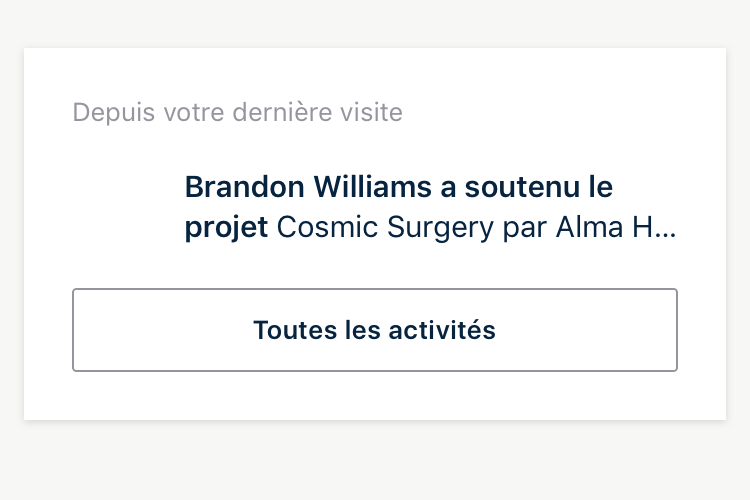 Depuis votre dernière visite
Brandon Williams a soutenu le
projet Cosmic Surgery par Alma H...
Toutes les activités